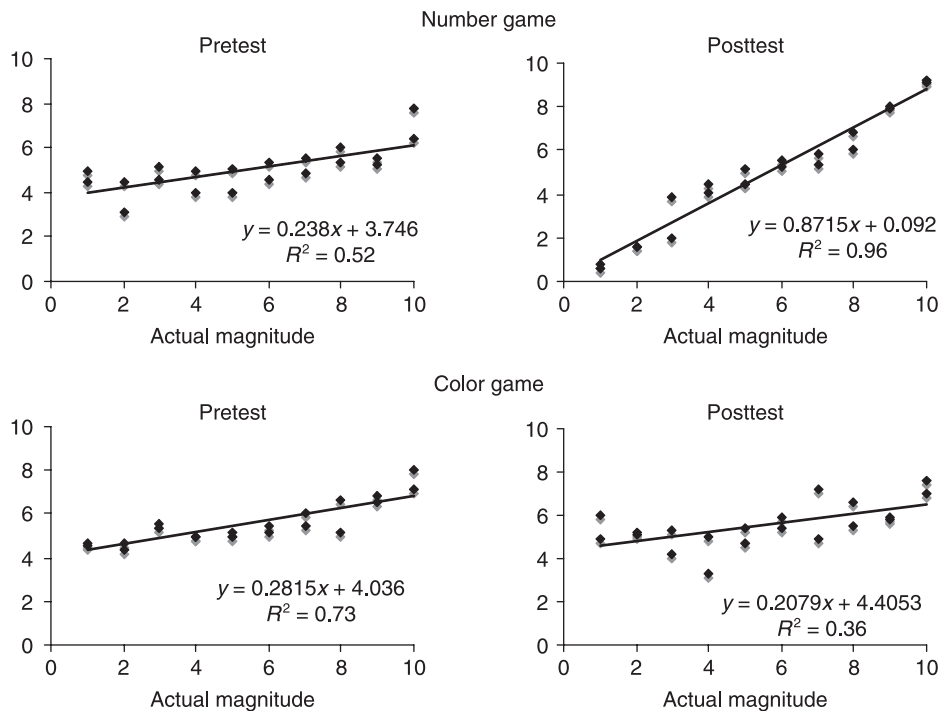 Number game
Pretest
Posttest
10
8
6
4
2
0
y = 0.238x + 3.746
R² = 0.52
0 2 4 6 8 10
Actual magnitude
10
8
6
4
2
0
y = 0.8715x + 0.092
R² = 0.96
0 2 4 6 8 10
Actual magnitude
Color game
Pretest
Posttest
10
8
6
4
2
0
y = 0.2815x + 4.036
R² = 0.73
0 2 4 6 8 10
Actual magnitude
10
8
6
4
2
0
y = 0.2079x + 4.4053
R² = 0.36
0 2 4 6 8 10
Actual magnitude